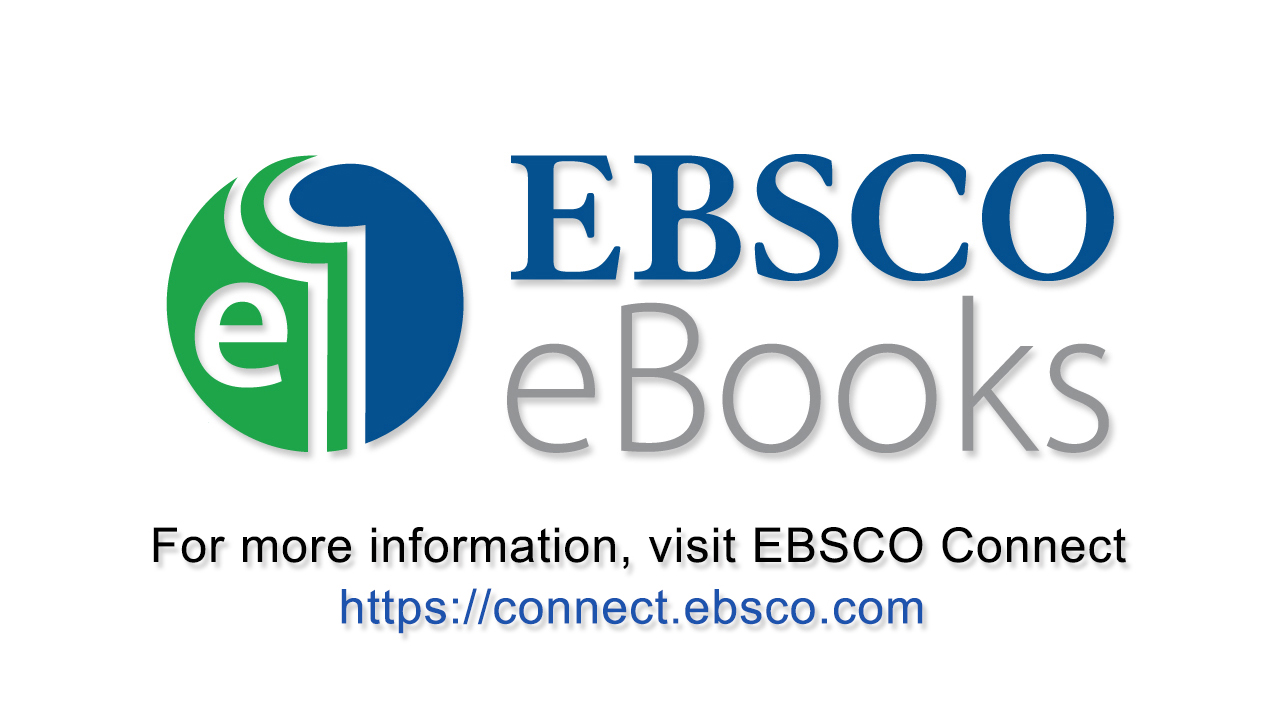 e
EBSCO
eBooks
For more information, visit EBSCO Connect
https://connect.ebsco.com